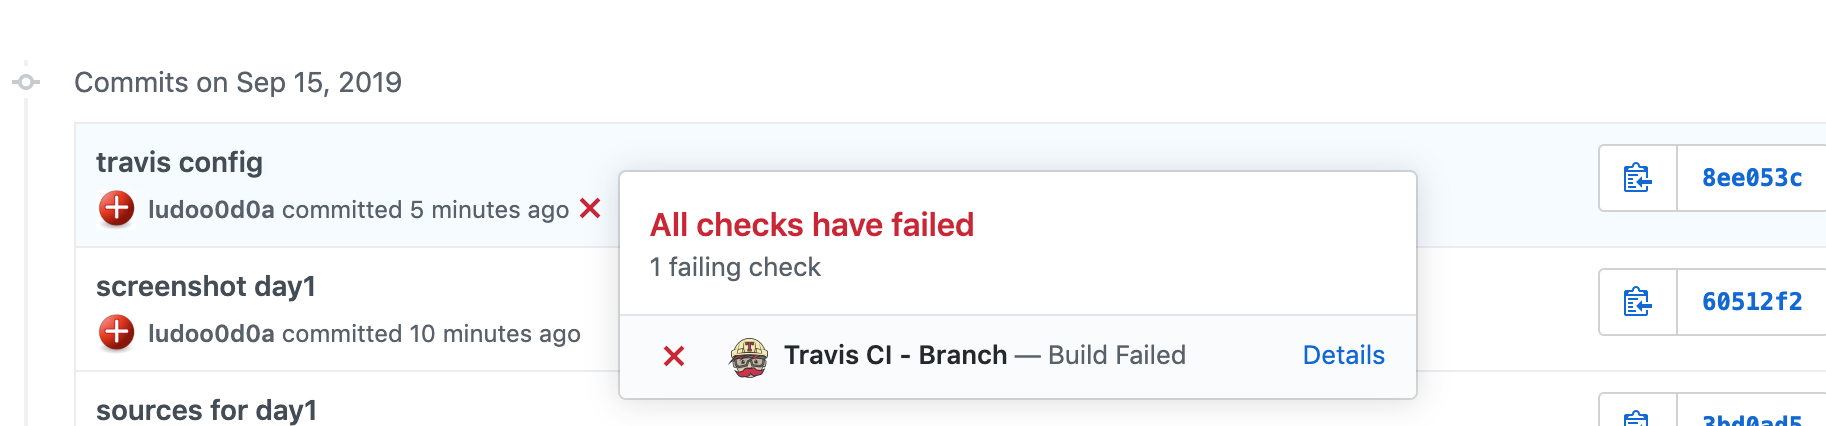 Commits on Sep 15, 2019
travis config
ludoo0d0a committed 5 minutes ago
8ee053c
All checks have failed
1 failing check
screenshot day1
ludoo0d0a committed 10 minutes ago
60512f2
Travis CI - Branch — Build Failed
Details
sources for day1
3bd0ad5